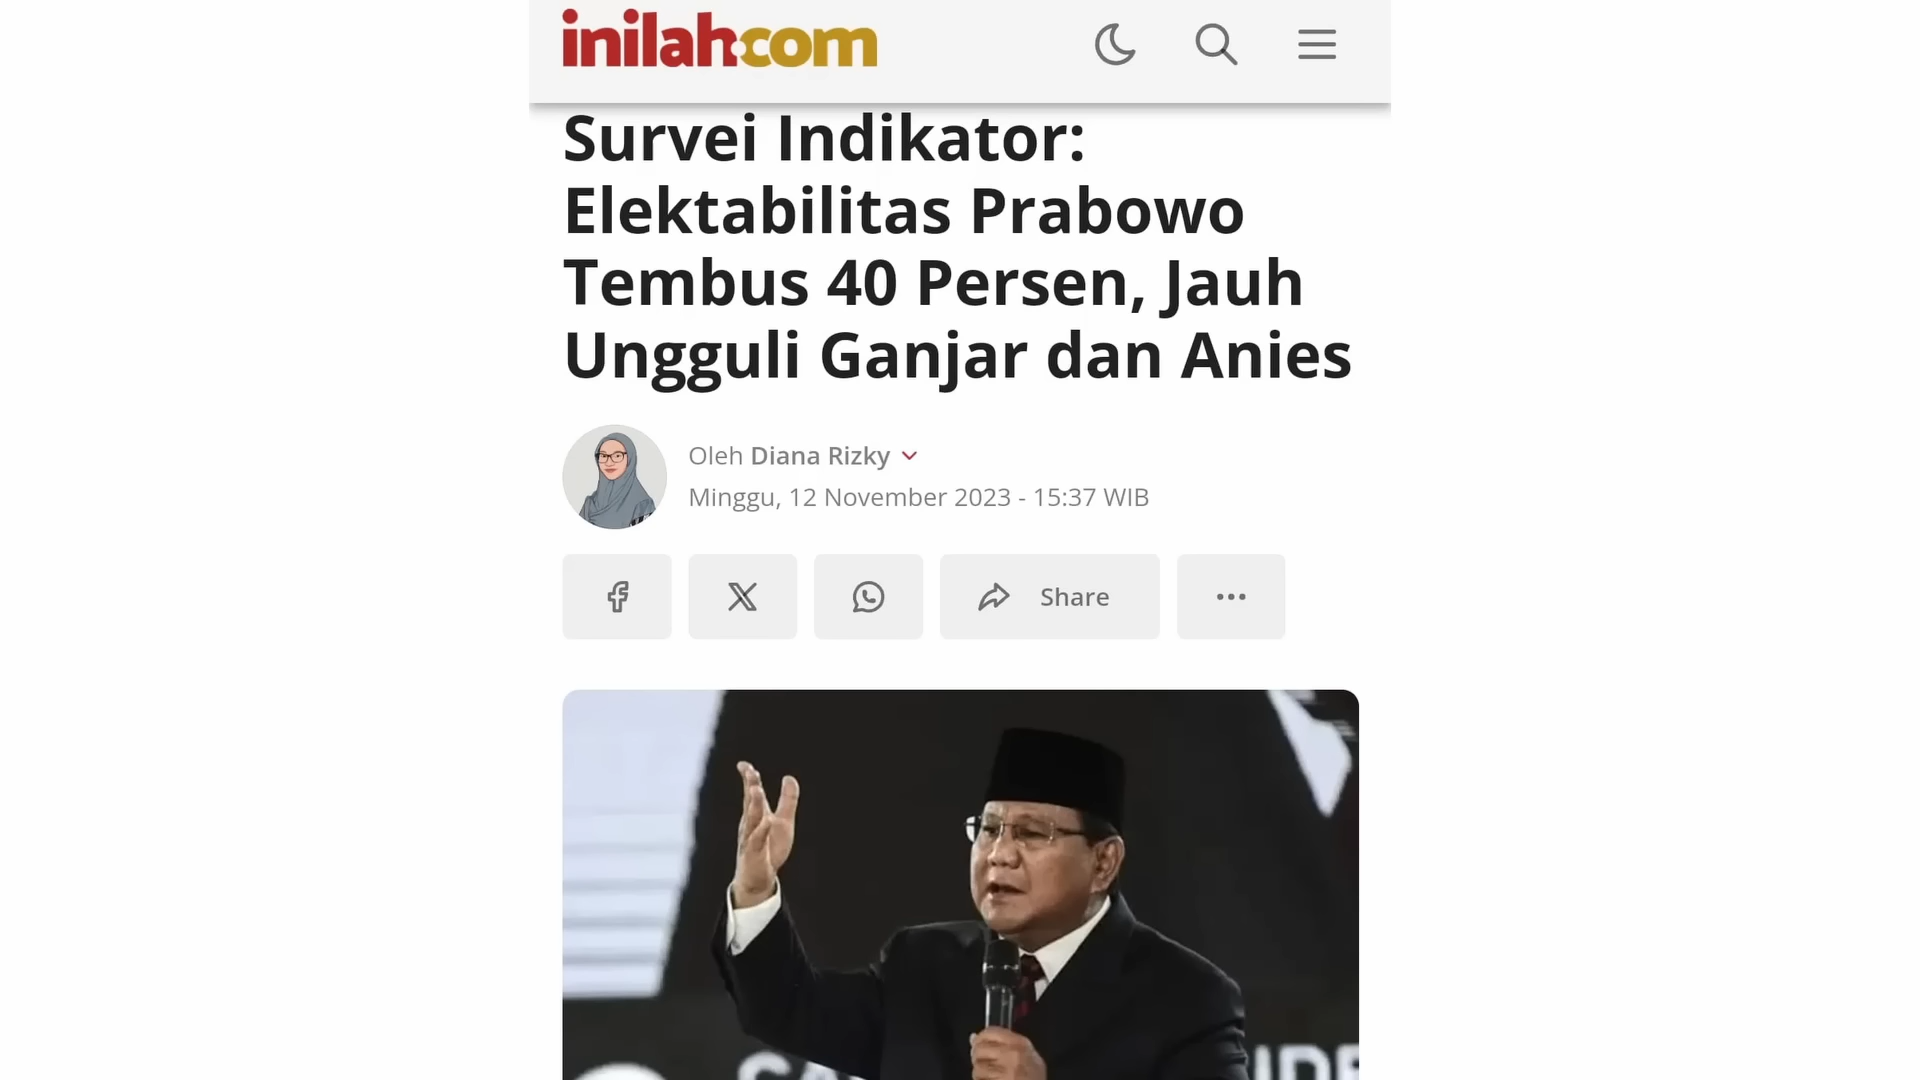 inilah.com
Survei Indikator:
Elektabilitas Prabowo
Tembus 40 Persen, Jauh
Ungguli Ganjar dan Anies
Oleh Diana Rizky
Minggu, 12 November 2023 - 15:37 WIB
Share